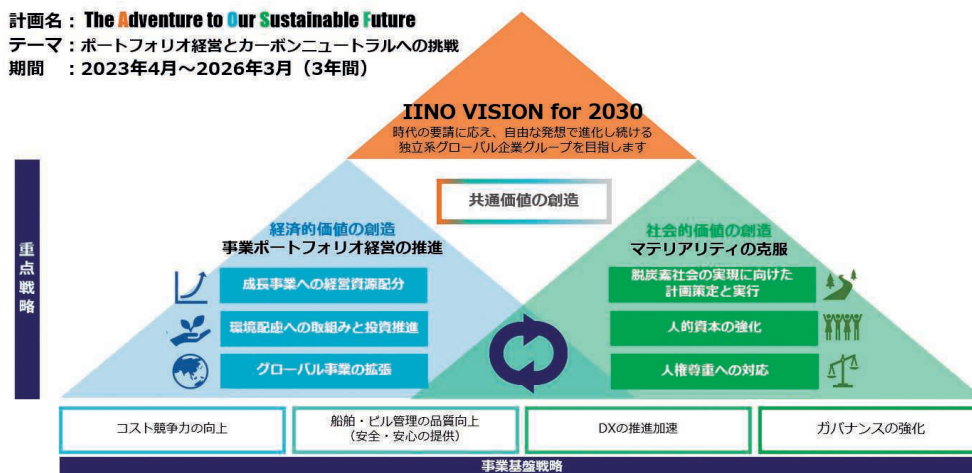 計画名：The Adventure to Our Sustainable Future
テーマ：ポートフォリオ経営とカーボンニュートラルへの挑戦
期間　：2023年4月～2026年3月（3年間）
IINO VISION for 2030
時代の要請に応え、自由な発想で進化し続ける
独立系グローバル企業グループを目指します
共通価値の創造
重点戦略
経済的価値の創造
事業ポートフォリオ経営の推進
成長事業への経営資源配分
環境配慮への取組みと投資推進
グローバル事業の拡張
社会的価値の創造
マテリアリティの克服
脱炭素社会の実現に向けた
計画策定と実行
人的資本の強化
人権尊重への対応
コスト競争力の向上
船舶・ビル管理の品質向上
（安全・安心の提供）
DXの推進加速
ガバナンスの強化
事業基盤戦略